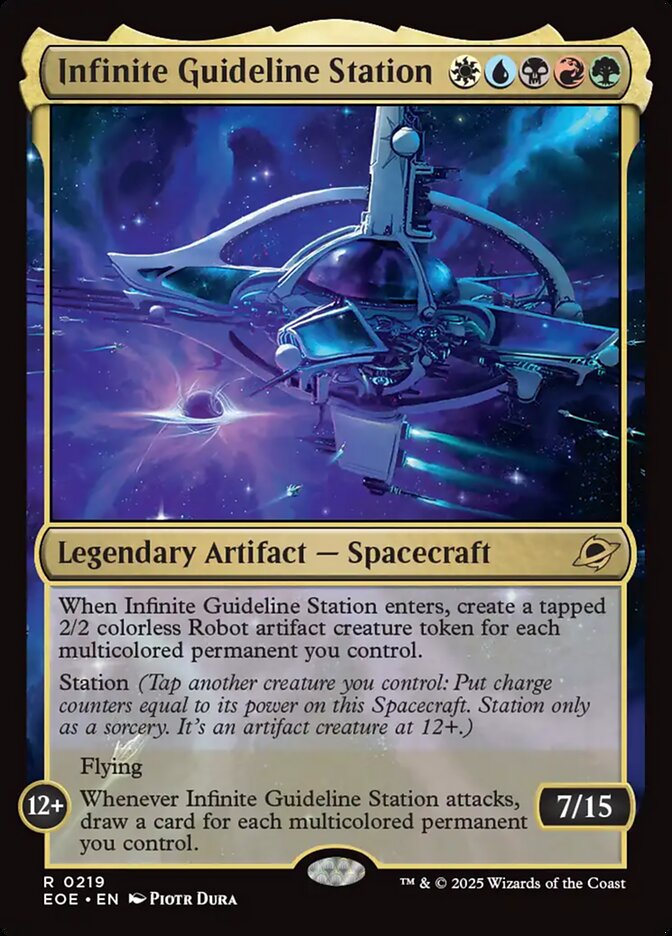 Infinite Guideline Station
Legendary Artifact — Spacecraft
When Infinite Guideline Station enters, create a tapped
2/2 colorless Robot artifact creature token for each
multicolored permanent you control.
Station (Tap another creature you control: Put charge
counters equal to its power on this Spacecraft. Station only
as a sorcery. It's an artifact creature at 12+.)
Flying
12+
Whenever Infinite Guideline Station attacks,
draw a card for each multicolored permanent
you control.
7/15
R 0219
EOE • EN Piotr Dura
™ & © 2025 Wizards of the Coast